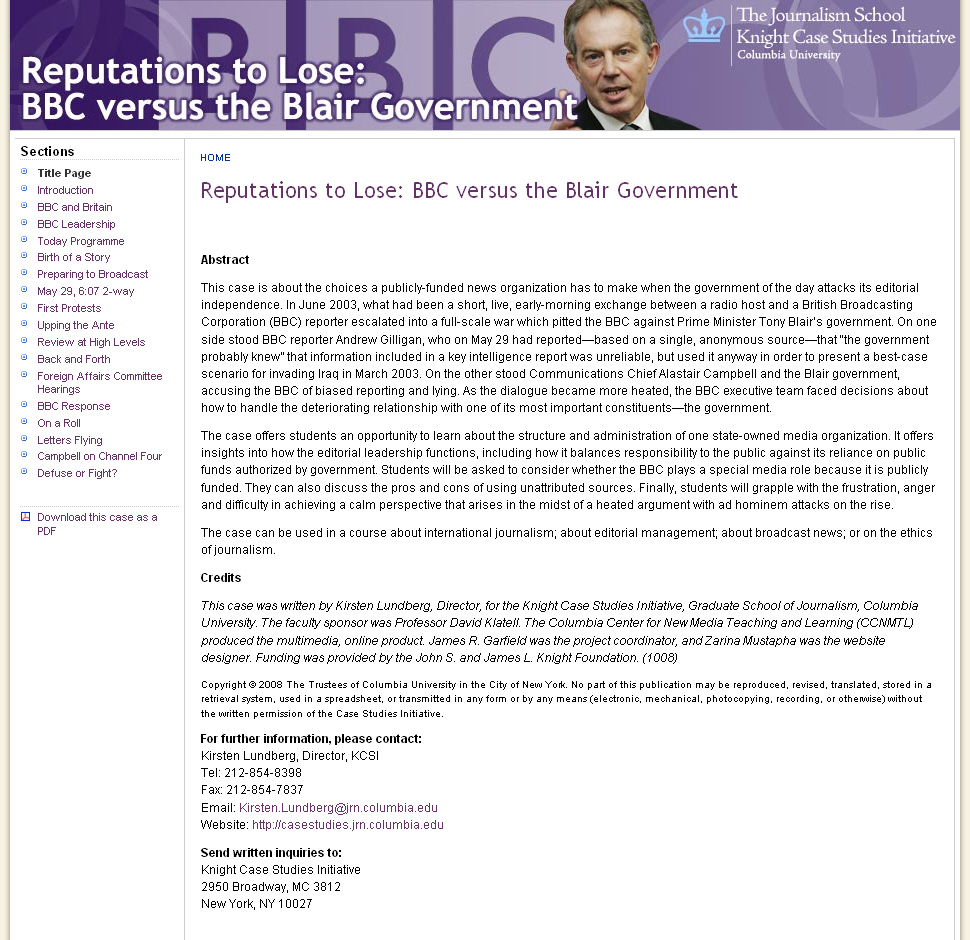 BBC
Reputations to Lose:
BBC versus the Blair Government
The Journalism School
Knight Case Studies Initiative
Columbia University
Sections
Title Page
Introduction
BBC and Britain
BBC Leadership
Today Programme
Birth of a Story
Preparing to Broadcast
May 29, 6:07 2-way
First Protests
Upping the Ante
Review at High Levels
Back and Forth
Foreign Affairs Committee
Hearings
BBC Response
On a Roll
Letters Flying
Campbell on Channel Four
Defuse or Fight?
Download this case as a
PDF
HOME
Reputations to Lose: BBC versus the Blair Government
Abstract
This case is about the choices a publicly-funded news organization has to make when the government of the day attacks its editorial
independence. In June 2003, what had been a short, live, early-morning exchange between a radio host and a British Broadcasting
Corporation (BBC) reporter escalated into a full-scale war which pitted the BBC against Prime Minister Tony Blair's government. On one
side stood BBC reporter Andrew Gilligan, who on May 29 had reported—based on a single, anonymous source—that "the government
probably knew" that information included in a key intelligence report was unreliable, but used it anyway in order to present a best-case
scenario for invading Iraq in March 2003. On the other stood Communications Chief Alastair Campbell and the Blair government,
accusing the BBC of biased reporting and lying. As the dialogue became more heated, the BBC executive team faced decisions about
how to handle the deteriorating relationship with one of its most important constituents—the government.
The case offers students an opportunity to learn about the structure and administration of one state-owned media organization. It offers
insights into how the editorial leadership functions, including how it balances responsibility to the public against its reliance on public
funds authorized by government. Students will be asked to consider whether the BBC plays a special media role because it is publicly
funded. They can also discuss the pros and cons of using unattributed sources. Finally, students will grapple with the frustration, anger
and difficulty in achieving a calm perspective that arises in the midst of a heated argument with ad hominem attacks on the rise.
The case can be used in a course about international journalism; about editorial management; about broadcast news; or on the ethics
of journalism.
Credits
This case was written by Kirsten Lundberg, Director, for the Knight Case Studies Initiative, Graduate School of Journalism, Columbia
University. The faculty sponsor was Professor David Klatell. The Columbia Center for New Media Teaching and Learning (CCNMTL)
produced the multimedia, online product. James R. Garfield was the project coordinator, and Zarina Mustapha was the website
designer. Funding was provided by the John S. and James L. Knight Foundation. (1008)
Copyright © 2008 The Trustees of Columbia University in the City of New York. No part of this publication may be reproduced, revised, translated, stored in a
retrieval system, used in a spreadsheet, or transmitted in any form or by any means (electronic, mechanical, photocopying, recording, or otherwise) without
the written permission of the Case Studies Initiative.
For further information, please contact:
Kirsten Lundberg, Director, KCSI
Tel: 212-854-8398
Fax: 212-854-7837
Email: Kirsten.Lundberg@jrn.columbia.edu
Website: http://casestudies.jrn.columbia.edu
Send written inquiries to:
Knight Case Studies Initiative
2950 Broadway, MC 3812
New York, NY 10027